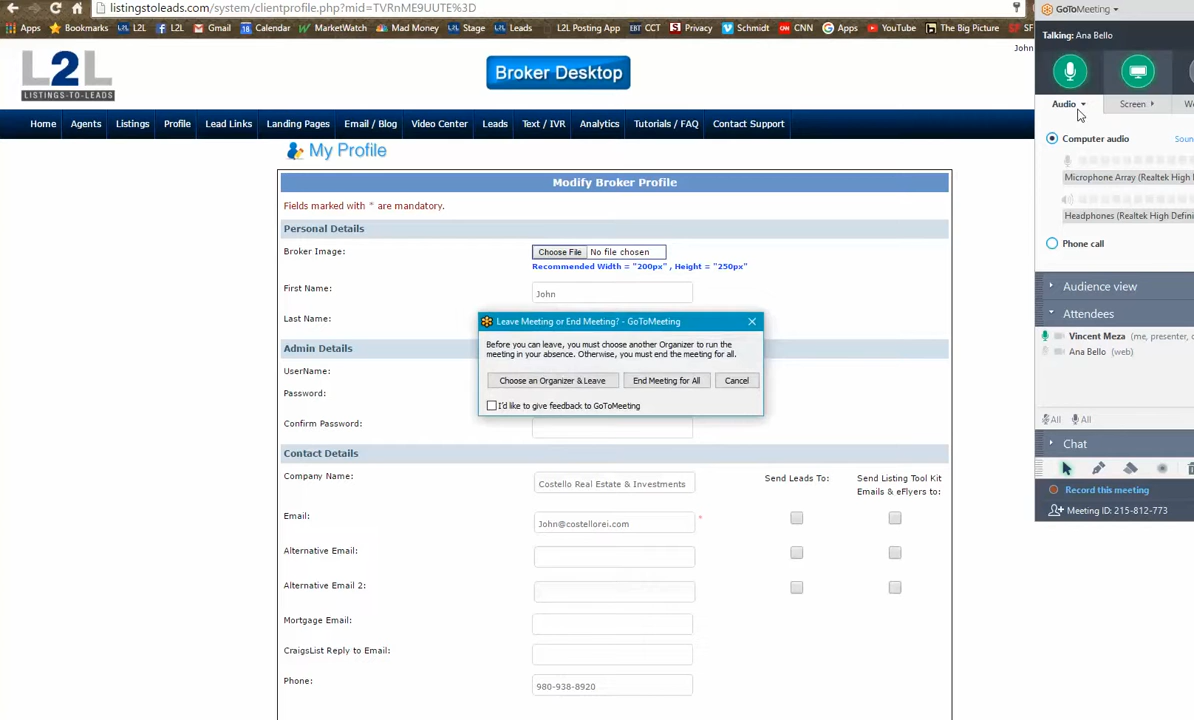 listingstoleads.com/system/clientprofile.php?mid=TVRnME9UUTE%3D
Apps Bookmarks L2L Gmail Calendar MarketWatch Mad Money Stage Leads L2L Posting App CCT Privacy Schmidt CNN Apps YouTube The Big Picture SF
John
L2L
LISTINGS-TO-LEADS
Broker Desktop
Home Agents Listings Profile Lead Links Landing Pages Email / Blog Video Center Leads Text / IVR Analytics Tutorials / FAQ Contact Support
My Profile
Modify Broker Profile
Fields marked with * are mandatory.
Personal Details
Broker Image: Choose File No file chosen
Recommended Width = "200px" , Height = "250px"
First Name: John
Last Name:
Admin Details
UserName:
Password:
Confirm Password:
Contact Details
Company Name: Costello Real Estate & Investments
Send Leads To:
Send Listing Tool Kit
Emails & eFlyers to:
Email: John@costellorei.com *
Alternative Email:
Alternative Email 2:
Mortgage Email:
CraigsList Reply to Email:
Phone: 980-938-8920
Leave Meeting or End Meeting? - GoToMeeting
Before you can leave, you must choose another Organizer to run the
meeting in your absence. Otherwise, you must end the meeting for all.
Choose an Organizer & Leave End Meeting for All Cancel
I'd like to give feedback to GoToMeeting
GoToMeeting
Talking: Ana Bello
Audio Screen We
Computer audio Soun
Microphone Array (Realtek High
Headphones (Realtek High Defini
Phone call
Audience view
Attendees
Vincent Meza (me, presenter,
Ana Bello (web)
All All
Chat
Record this meeting
Meeting ID: 215-812-773